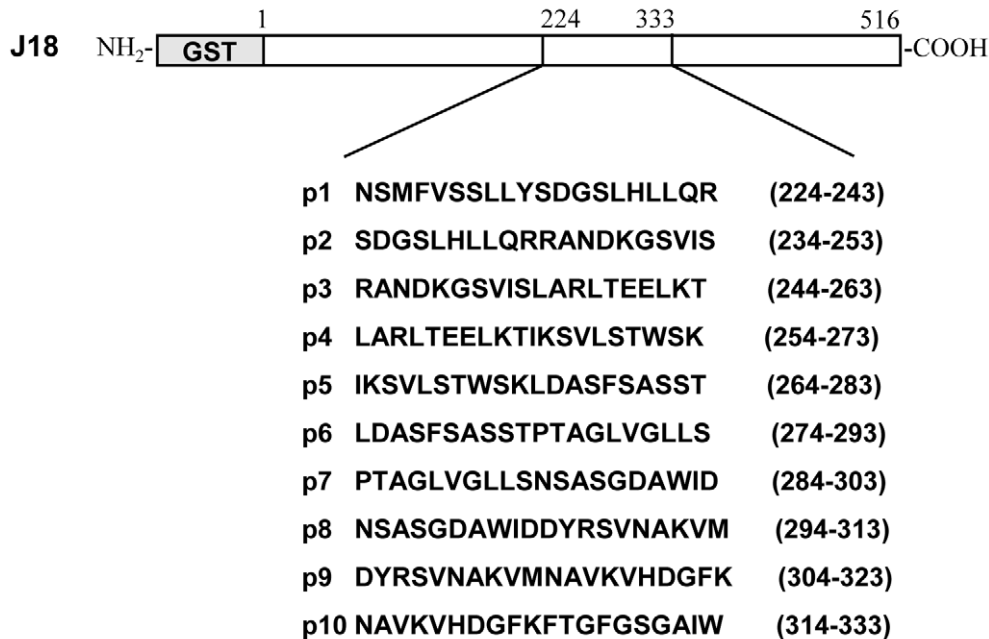 1 224 333 516
J18 NH2- GST -COOH
p1 NSMFVSSLLYSDGSLHLLQR (224-243)
p2 SDGSLHLLQRRANDKGSVIS (234-253)
p3 RANDKGSVISLARLTEELKT (244-263)
p4 LARLTEELKTIKSVLSTWSK (254-273)
p5 IKSVLSTWSKLDASFSASST (264-283)
p6 LDASFSASSTPTAGLVGLLS (274-293)
p7 PTAGLVGLLSNSASGDAWID (284-303)
p8 NSASGDAWIDDYRSVNAKVM (294-313)
p9 DYRSVNAKVMNAVKVHDGFK (304-323)
p10 NAVKVHDGFKFTGFGSGAIW (314-333)